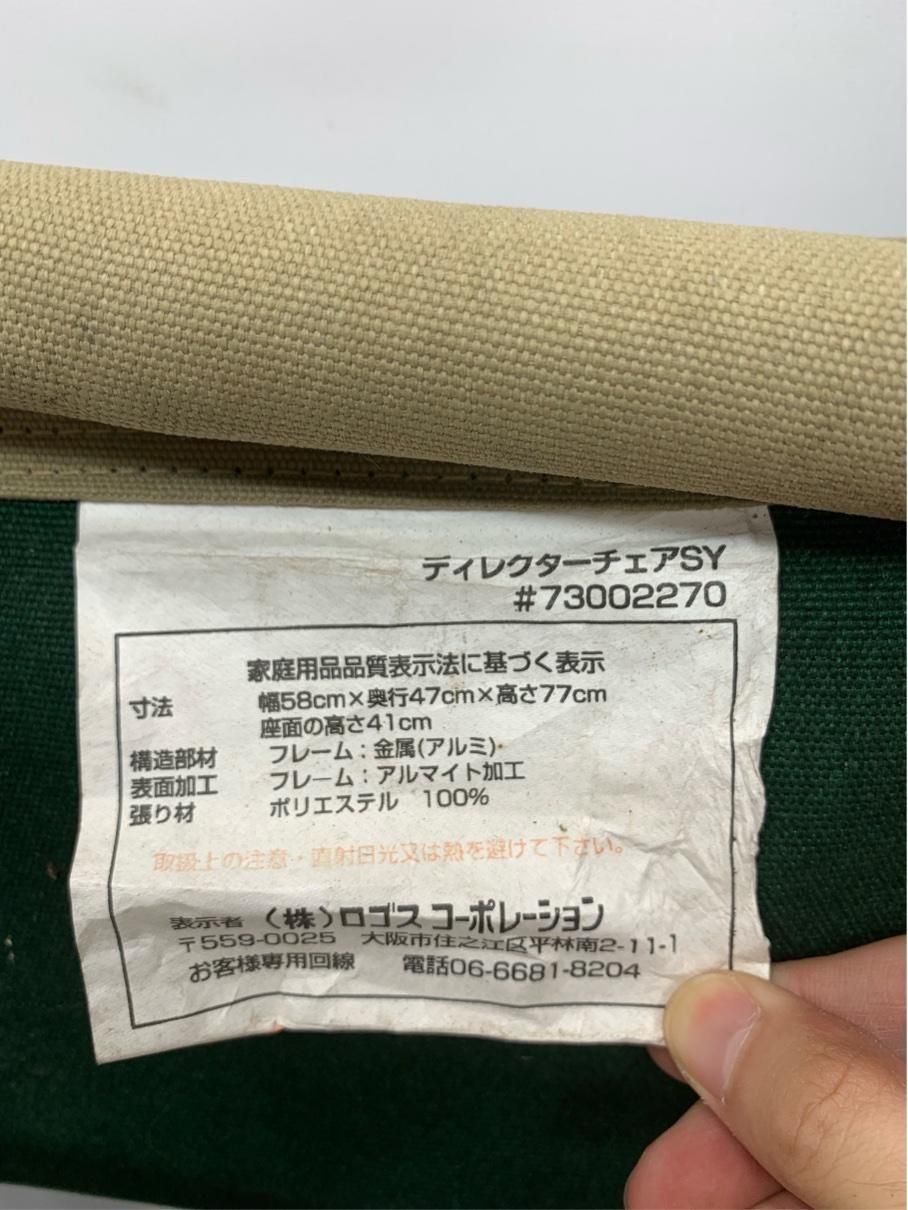 ディレクターチェアSY
#73002270
家庭用品品質表示法に基づく表示
寸法 幅58cm×奥行47cm×高さ77cm
座面の高さ41cm
構造部材 フレーム：金属(アルミ)
表面加工 フレーム：アルマイト加工
張り材 ポリエステル 100%
取扱上の注意・直射日光又は熱を避けて下さい。
表示者 (株)ロゴス コーポレーション
〒559-0025 大阪市住之江区平林南2-11-1
お客様専用回線 電話06-6681-8204